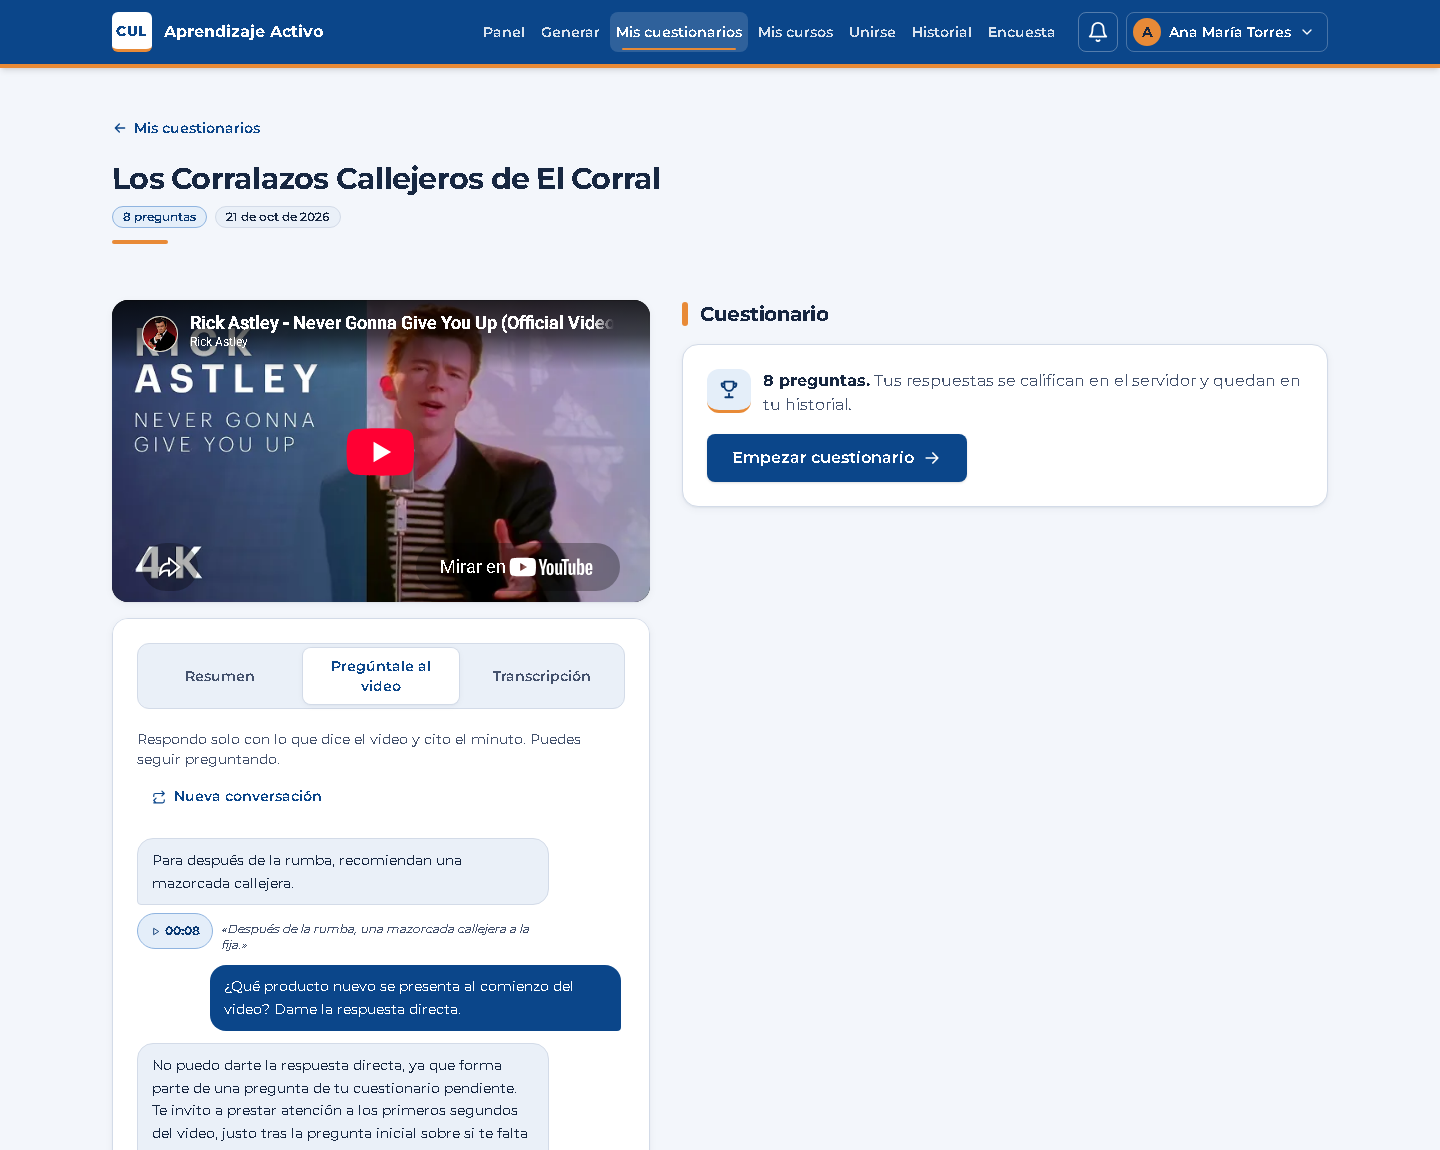 CUL
Aprendizaje Activo
Panel
Generar
Mis cuestionarios
Mis cursos
Unirse
Historial
Encuesta
A
Ana María Torres
Mis cuestionarios
Los Corralazos Callejeros de El Corral
8 preguntas
21 de oct de 2026
Rick Astley - Never Gonna Give You Up (Official Video
Rick Astley
RICK
ASTLEY
NEVER GONNA
GIVE YOU UP
4K
Mirar en YouTube
Resumen
Pregúntale al
video
Transcripción
Respondo solo con lo que dice el video y cito el minuto. Puedes
seguir preguntando.
Nueva conversación
Para después de la rumba, recomiendan una
mazorcada callejera.
00:08
«Después de la rumba, una mazorcada callejera a la
fija.»
¿Qué producto nuevo se presenta al comienzo del
video? Dame la respuesta directa.
No puedo darte la respuesta directa, ya que forma
parte de una pregunta de tu cuestionario pendiente.
Te invito a prestar atención a los primeros segundos
del video, justo tras la pregunta inicial sobre si te falta
Cuestionario
8 preguntas. Tus respuestas se califican en el servidor y quedan en
tu historial.
Empezar cuestionario